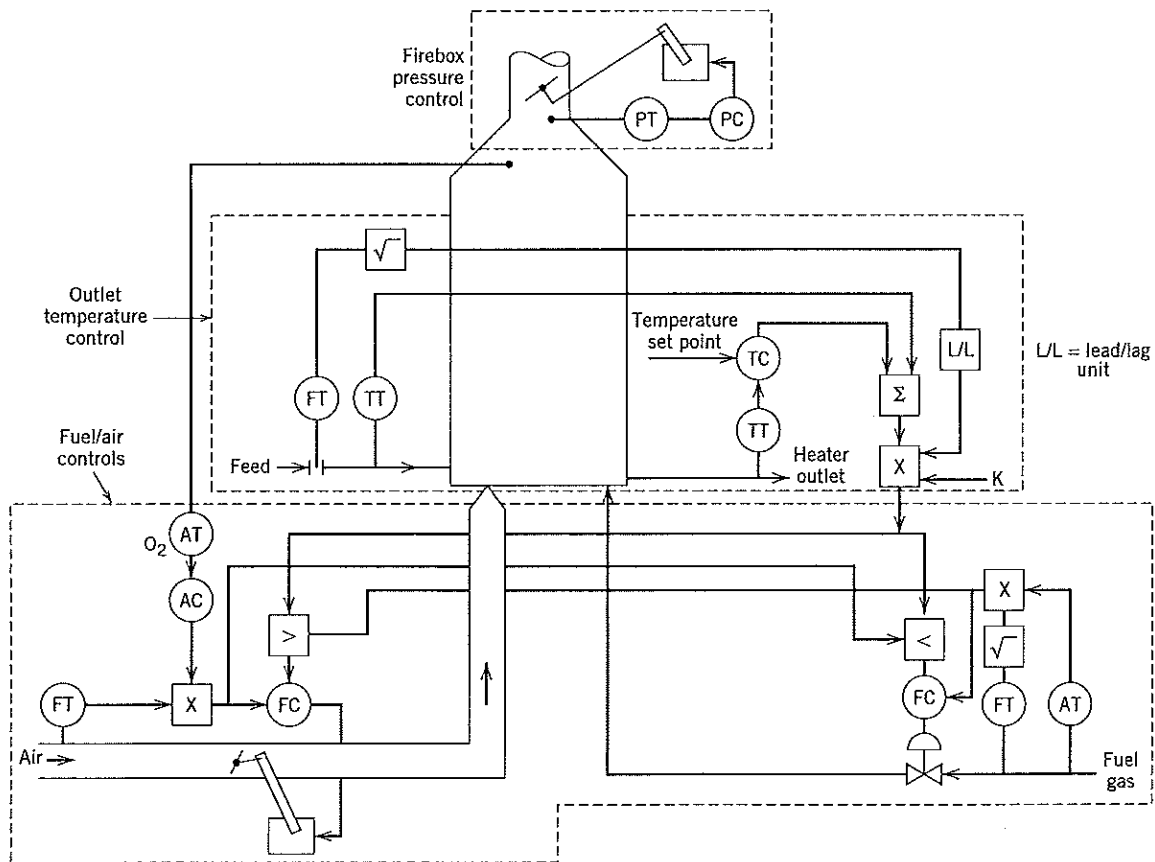 Firebox
pressure
control
PT
PC
√
Outlet
temperature
control
Temperature
set point
TC
L/L
L/L = lead/lag
unit
FT
TT
Σ
TT
Fuel/air
controls
Feed
Heater
outlet
X
K
O₂
AT
AC
X
>
<
√
FT
X
FC
FC
FT
AT
Air
Fuel
gas